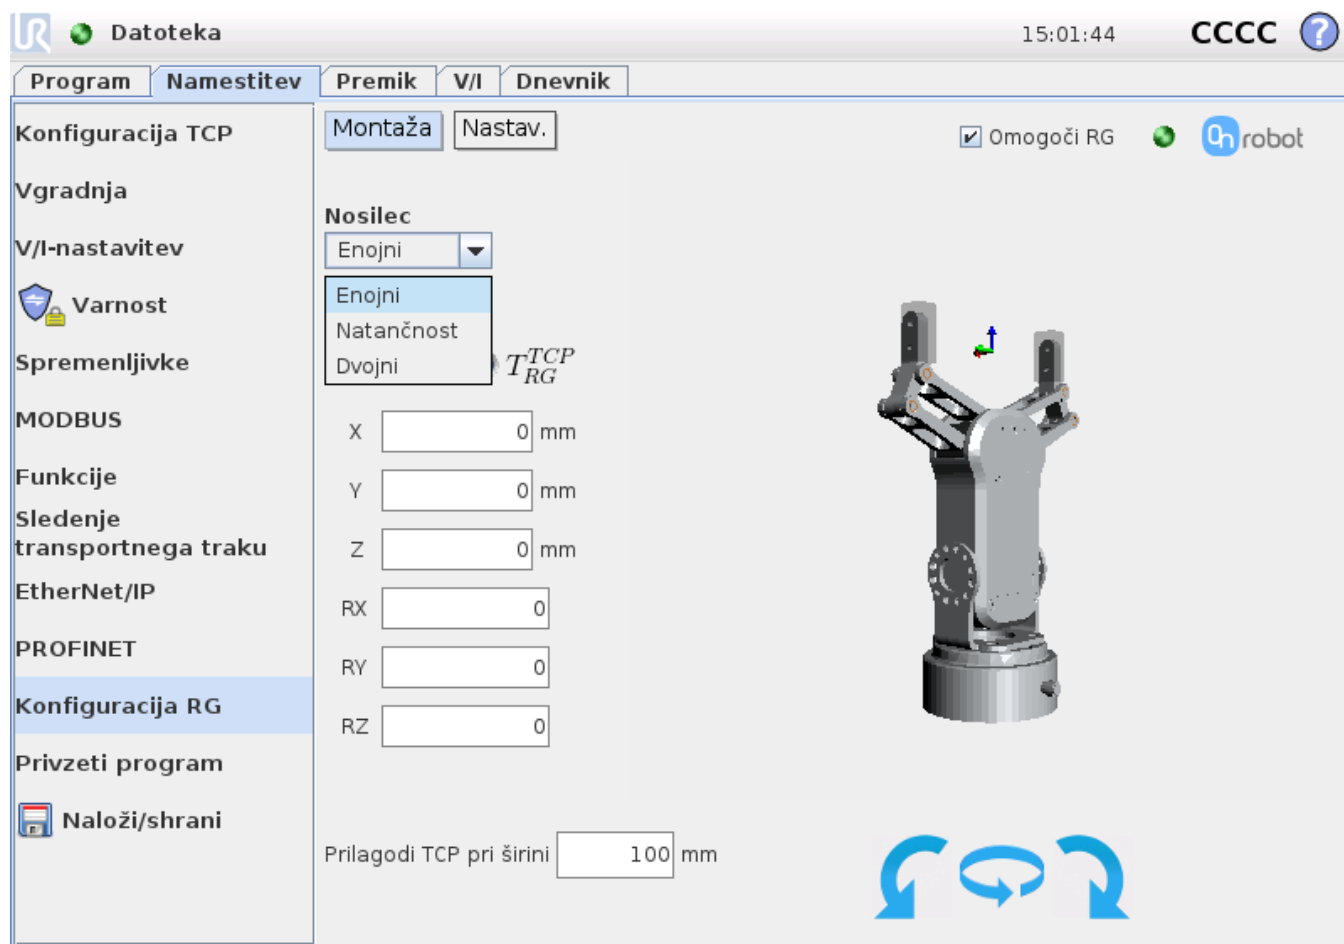 UR Datoteka 15:01:44 CCCC ?
Program Namestitev Premik V/I Dnevnik
Konfiguracija TCP
Vgradnja
V/I-nastavitev
Varnost
Spremenljivke
MODBUS
Funkcije
Sledenje
transportnega traku
EtherNet/IP
PROFINET
Konfiguracija RG
Privzeti program
Naloži/shrani
Montaža Nastav.
Omogoči RG On robot
Nosilec
Enojni
Enojni
Natančnost
Dvojni
T_{RG}^{TCP}
X 0 mm
Y 0 mm
Z 0 mm
RX 0
RY 0
RZ 0
Prilagodi TCP pri širini 100 mm